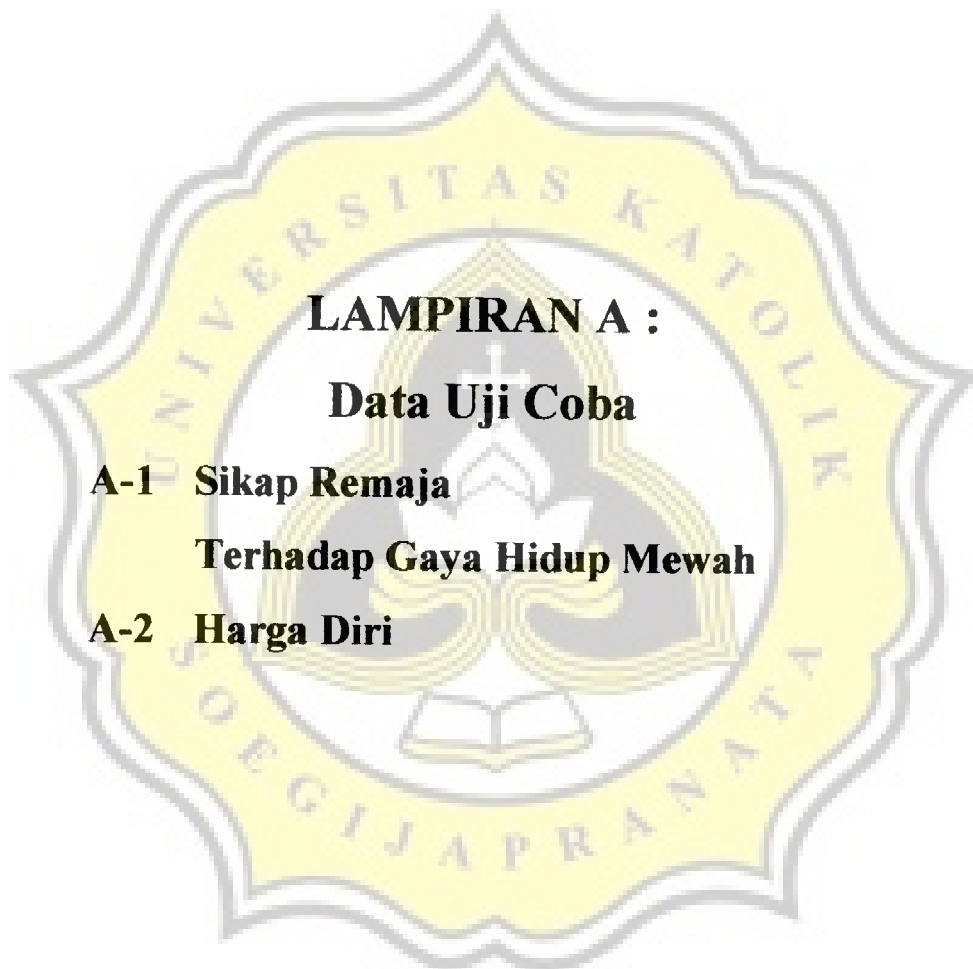 UNIVERSITAS KATOLIK
LAMPIRAN A :
Data Uji Coba
A-1 Sikap Remaja
Terhadap Gaya Hidup Mewah
A-2 Harga Diri
SOEGIJAPRANATA